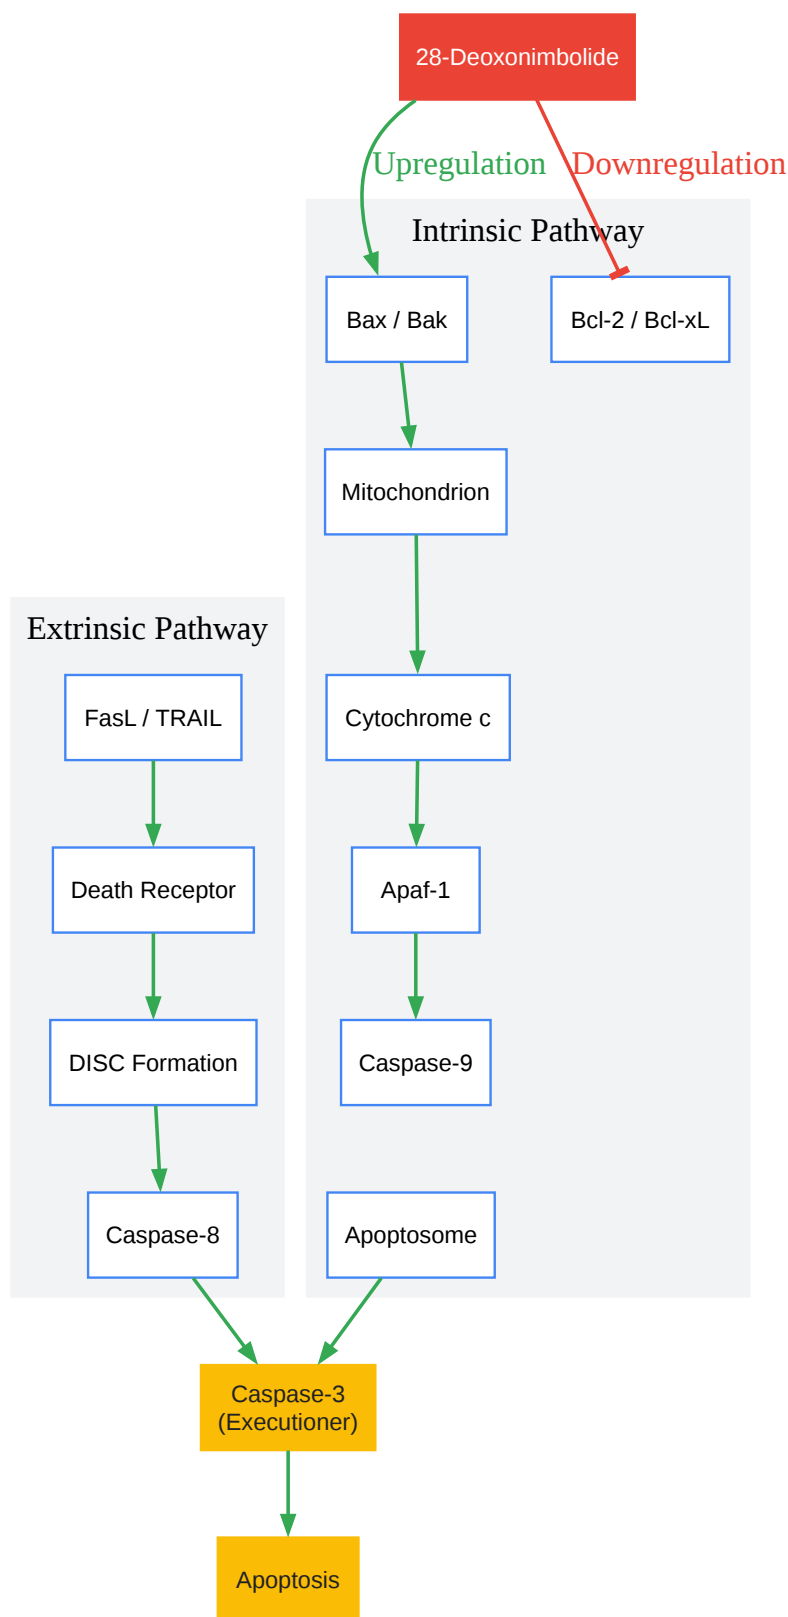 28-Deoxonimbolide
Upregulation
Downregulation
Intrinsic Pathway
Bax / Bak
Bcl-2 / Bcl-xL
Mitochondrion
Extrinsic Pathway
FasL / TRAIL
Cytochrome c
Death Receptor
Apaf-1
DISC Formation
Caspase-9
Caspase-8
Apoptosome
Caspase-3
(Executioner)
Apoptosis